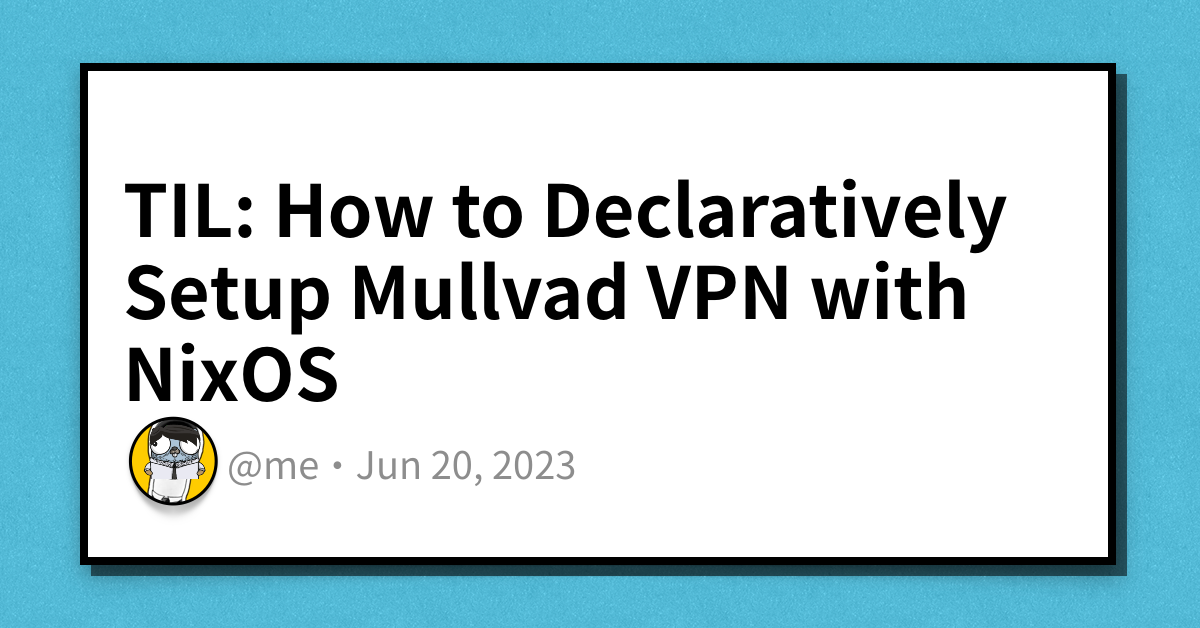 TIL: How to Declaratively
Setup Mullvad VPN with
NixOS
@me • Jun 20, 2023